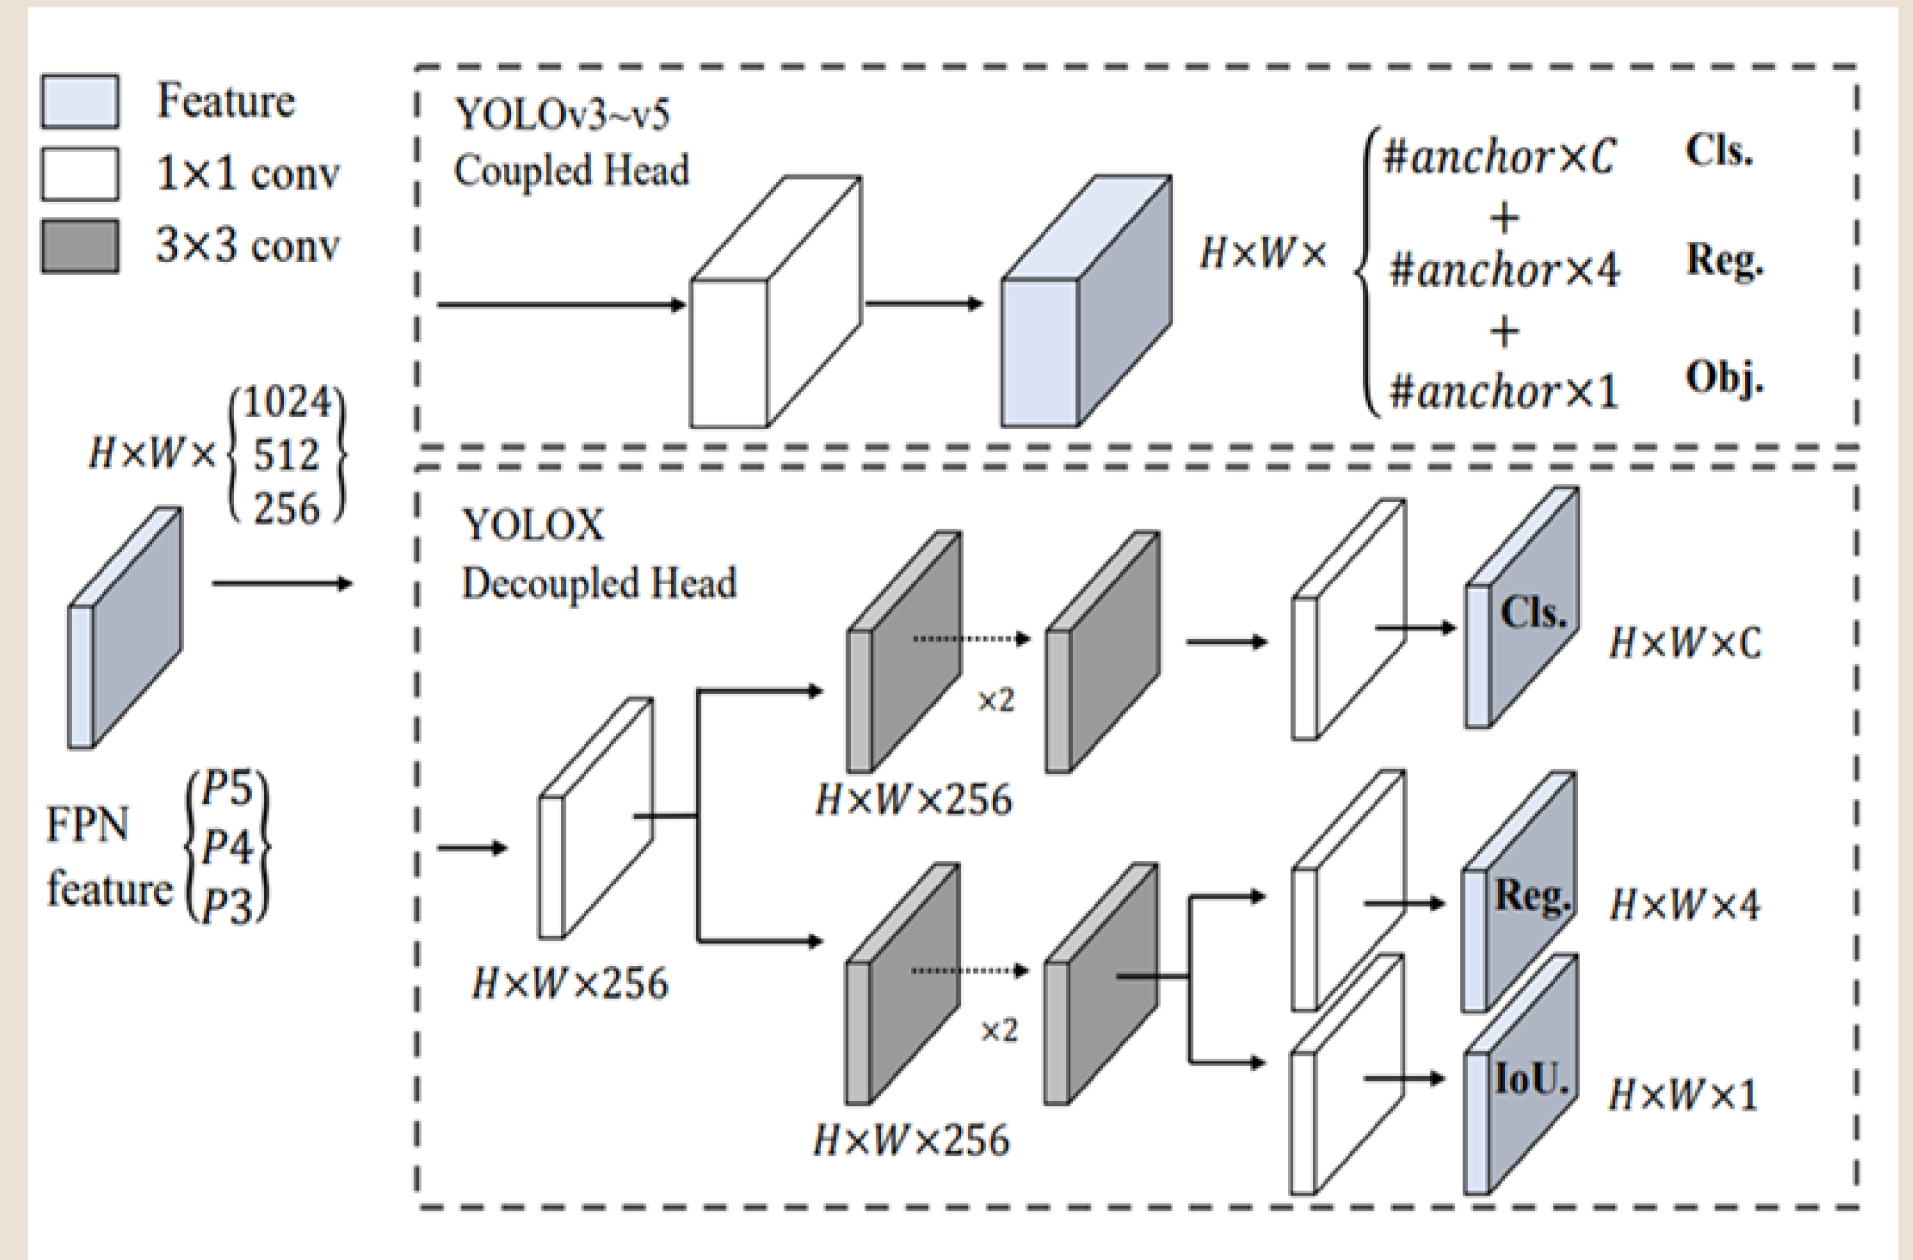 Feature
1×1 conv
3×3 conv
H×W×{1024
512
256}
FPN
feature
{P5
P4
P3}
YOLOv3~v5
Coupled Head
H×W×{
#anchor×C Cls.
+
#anchor×4 Reg.
+
#anchor×1 Obj.
YOLOX
Decoupled Head
H×W×256
×2
H×W×256
Cls.
H×W×C
×2
H×W×256
Reg.
H×W×4
IoU.
H×W×1